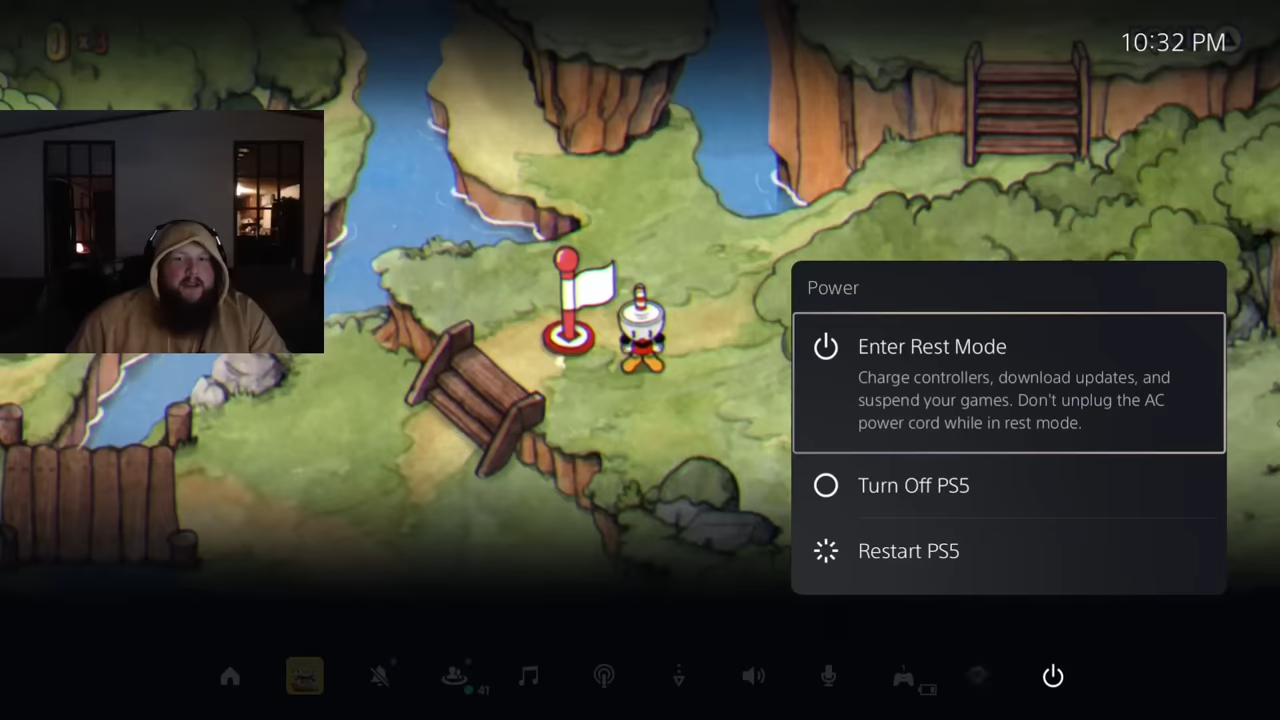 10:32 PM
Power
Enter Rest Mode
Charge controllers, download updates, and
suspend your games. Don't unplug the AC
power cord while in rest mode.
Turn Off PS5
Restart PS5
41